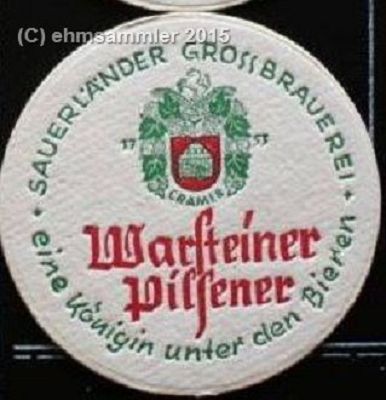 (C) ehmsammler 2015
· SAUERLÄNDER GROSSBRAUEREI ·
17 53
CRAMER
Warsteiner
Pilsener
eine Königin unter den Bieren